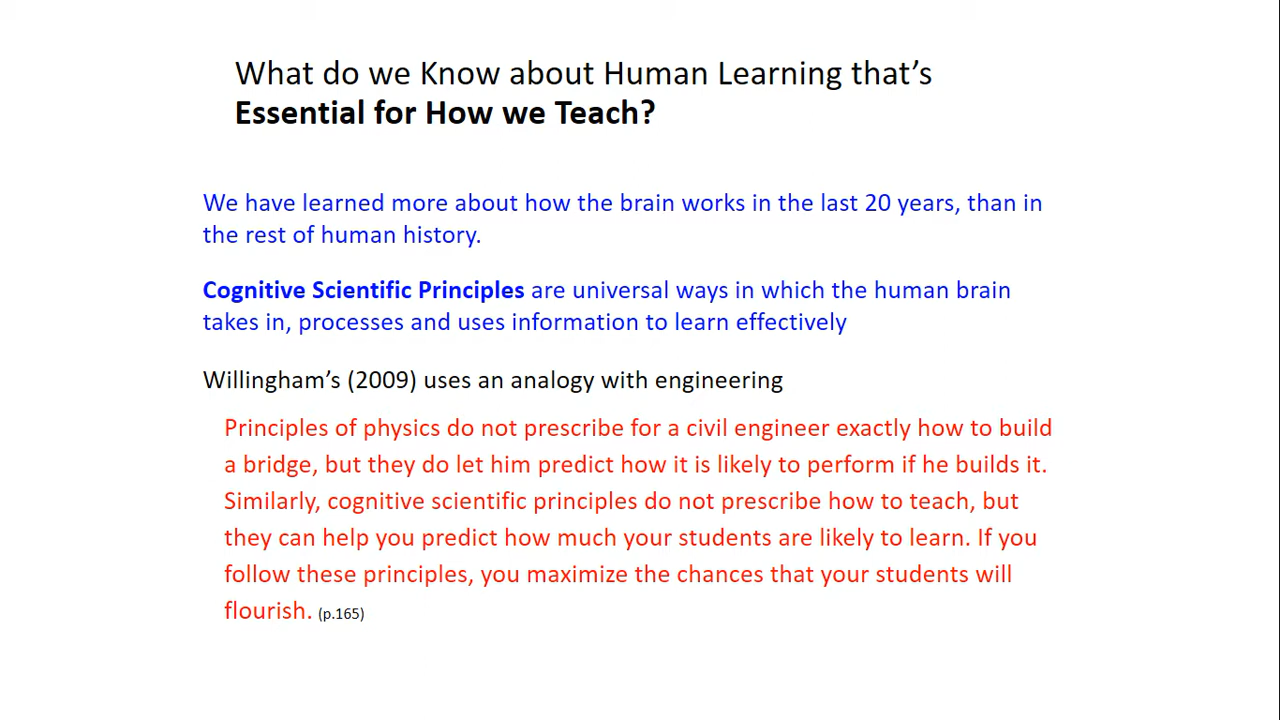 What do we Know about Human Learning that’s
Essential for How we Teach?
We have learned more about how the brain works in the last 20 years, than in
the rest of human history.
Cognitive Scientific Principles are universal ways in which the human brain
takes in, processes and uses information to learn effectively
Willingham’s (2009) uses an analogy with engineering
Principles of physics do not prescribe for a civil engineer exactly how to build
a bridge, but they do let him predict how it is likely to perform if he builds it.
Similarly, cognitive scientific principles do not prescribe how to teach, but
they can help you predict how much your students are likely to learn. If you
follow these principles, you maximize the chances that your students will
flourish. (p.165)